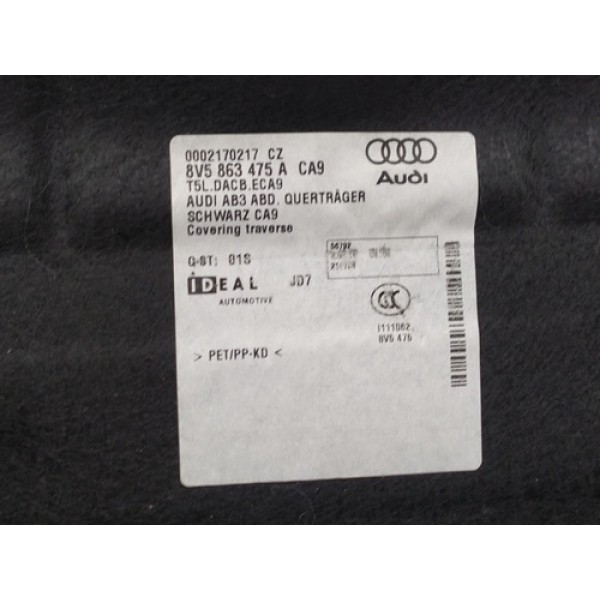 0002170217 CZ
8V5 863 475 A CA9
T5L.DACB.ECA9
AUDI AB3 ABD. QUERTRÄGER
SCHWARZ CA9
Covering traverse
Audi
Q-ST: 01S
IDEAL JD7
AUTOMOTIVE
I111062
8V5 475
> PET/PP-KD <